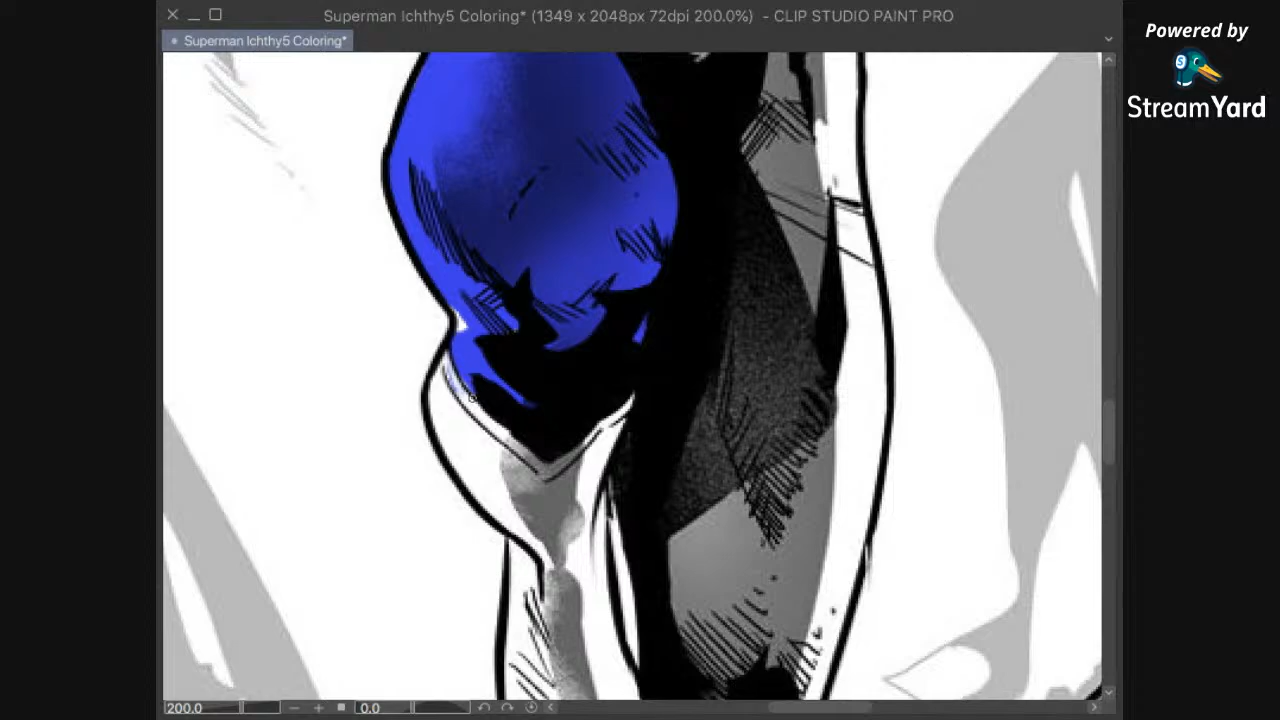 Superman Ichthy5 Coloring* (1349 x 2048px 72dpi 200.0%) - CLIP STUDIO PAINT PRO
Superman Ichthy5 Coloring*
Powered by
StreamYard
200.0
0.0